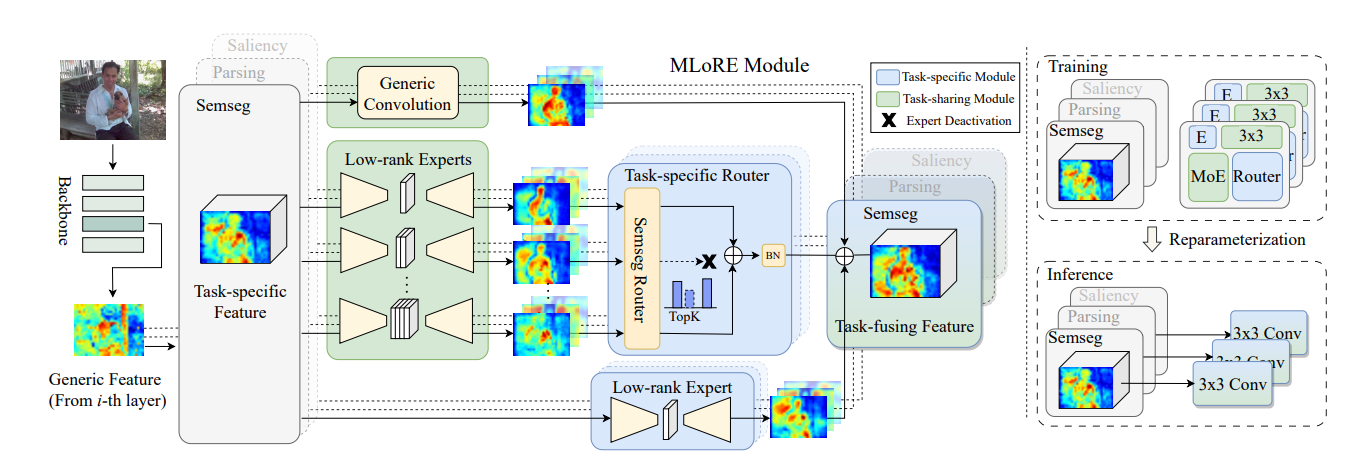 Saliency
Parsing
Semseg
Task-specific
Feature
Backbone
Generic Feature
(From i-th layer)
Generic
Convolution
Low-rank Experts
MLoRE Module
Task-specific Module
Task-sharing Module
Expert Deactivation
Task-specific Router
Semseg Router
TopK
BN
Low-rank Expert
Saliency
Parsing
Semseg
Task-fusing Feature
Training
Saliency
Parsing
Semseg
E 3x3
E 3x3
E 3x3
MoE Router
Reparameterization
Inference
Saliency
Parsing
Semseg
3x3 Conv
3x3 Conv
3x3 Conv